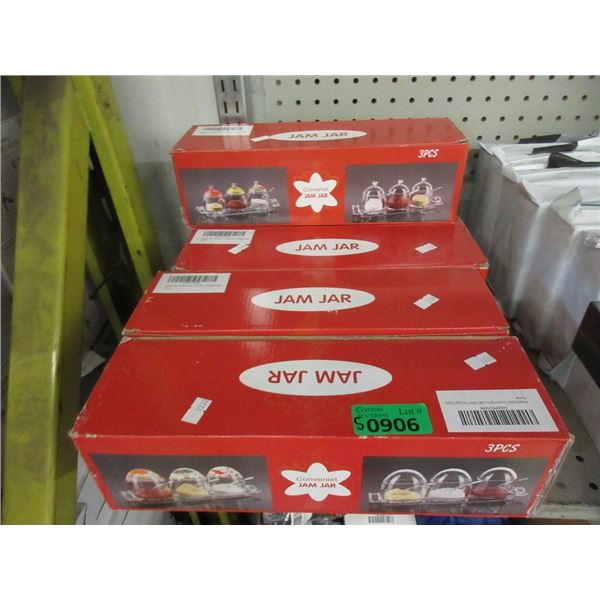 JAM JAR
3PCS
Conveniet
JAM JAR
JAM JAR
JAM JAR
JAM JAR
COTTON
AUCTIONS
Lot #
S0906
3PCS
Conveniet
JAM JAR